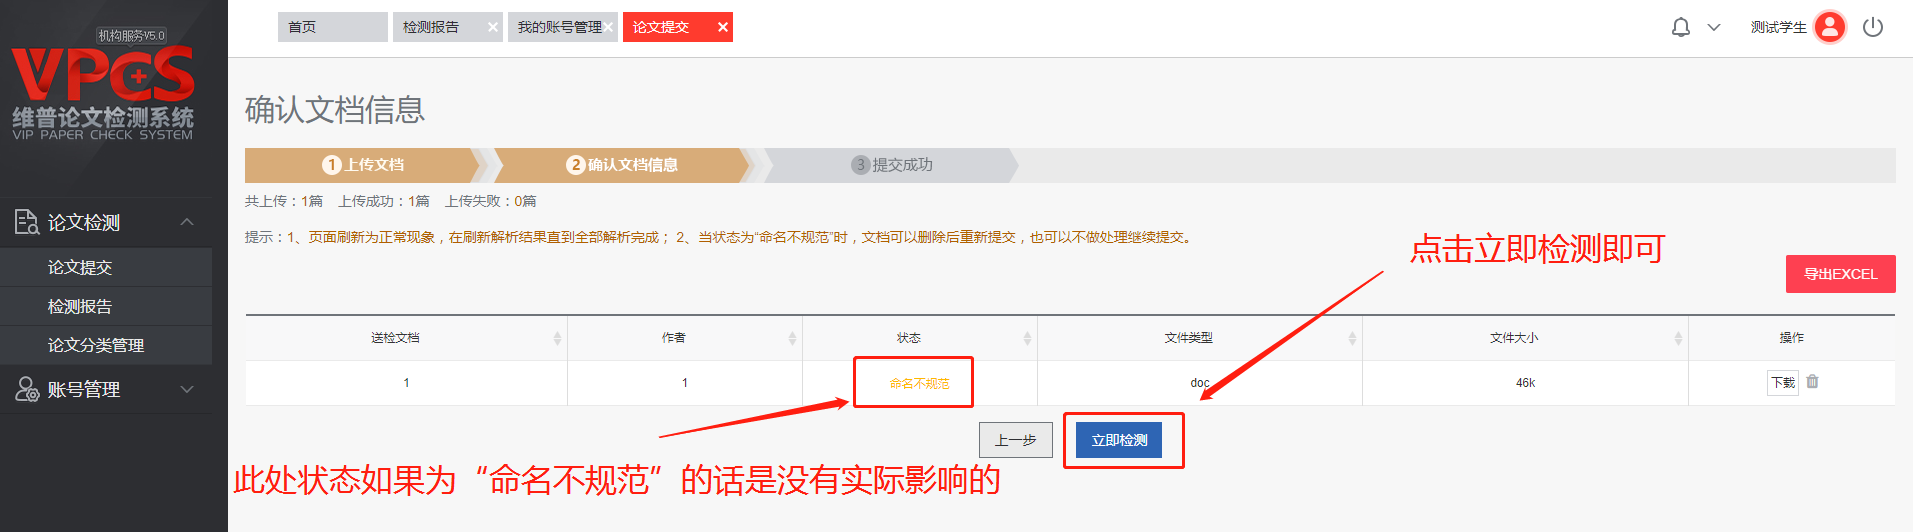 机构服务V5.0
VPCS
维普论文检测系统
VIP PAPER CHECK SYSTEM
首页
检测报告
我的账号管理
论文提交
测试学生
论文检测
论文提交
检测报告
论文分类管理
账号管理
确认文档信息
1 上传文档
2 确认文档信息
3 提交成功
共上传：1篇 上传成功：1篇 上传失败：0篇
提示：1、页面刷新为正常现象，在刷新解析结果直到全部解析完成； 2、当状态为“命名不规范”时，文档可以删除后重新提交，也可以不做处理继续提交。
点击立即检测即可
导出EXCEL
送检文档 作者 状态 文件类型 文件大小 操作
1 1 命名不规范 doc 46k 下载
上一步 立即检测
此处状态如果为“命名不规范”的话是没有实际影响的